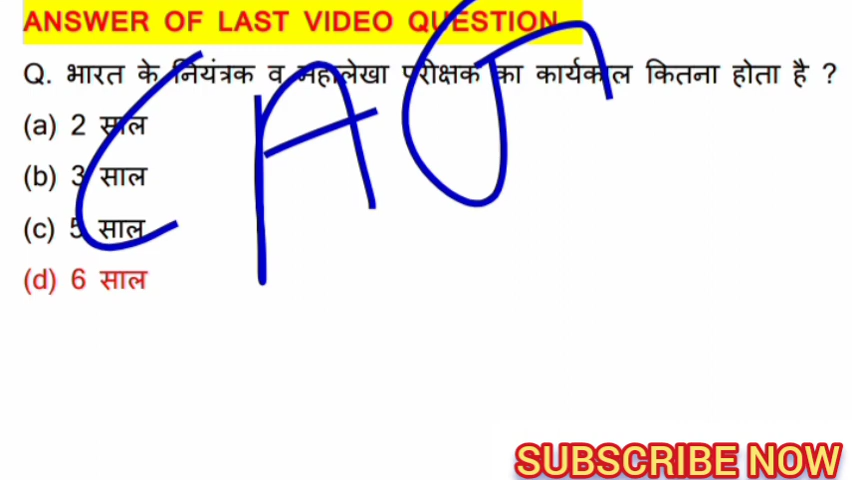 ANSWER OF LAST VIDEO QUESTION
Q. भारत के नियंत्रक व महालेखा परीक्षक का कार्यकाल कितना होता है ?
(a) 2 साल
(b) 3 साल
(c) 5 साल
(d) 6 साल
CAG
SUBSCRIBE NOW